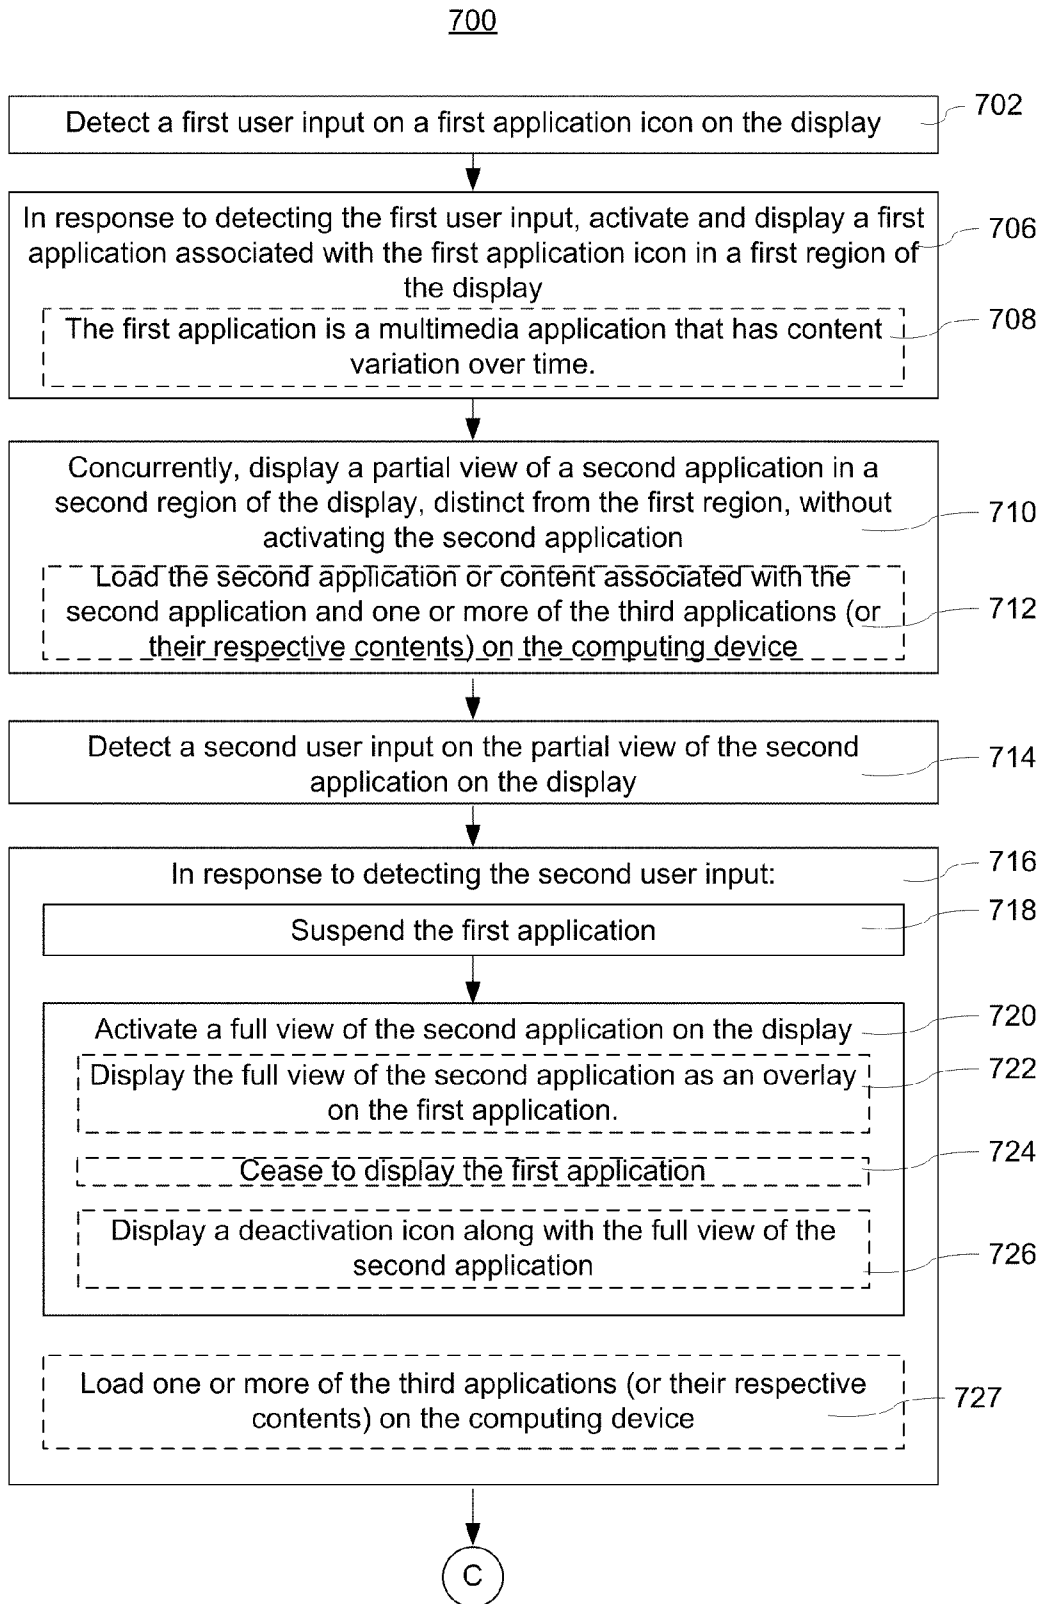 700
Detect a first user input on a first application icon on the display
702
In response to detecting the first user input, activate and display a first
application associated with the first application icon in a first region of
the display
706
The first application is a multimedia application that has content
variation over time.
708
Concurrently, display a partial view of a second application in a
second region of the display, distinct from the first region, without
activating the second application
710
Load the second application or content associated with the
second application and one or more of the third applications (or
their respective contents) on the computing device
712
Detect a second user input on the partial view of the second
application on the display
714
In response to detecting the second user input:
716
Suspend the first application
718
Activate a full view of the second application on the display
720
Display the full view of the second application as an overlay
on the first application.
722
Cease to display the first application
724
Display a deactivation icon along with the full view of the
second application
726
Load one or more of the third applications (or their respective
contents) on the computing device
727
C